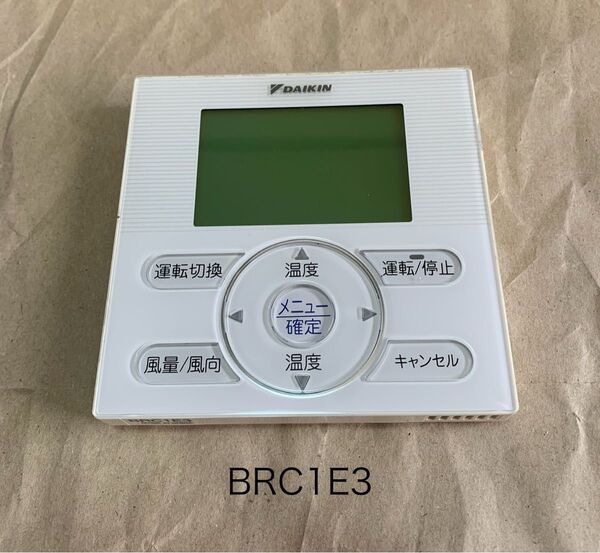 DAIKIN
運転切換
▲
温度
運転/停止
◀
メニュー
確定
▶
風量/風向
温度
▼
キャンセル
BRC1E3
BRC1E3